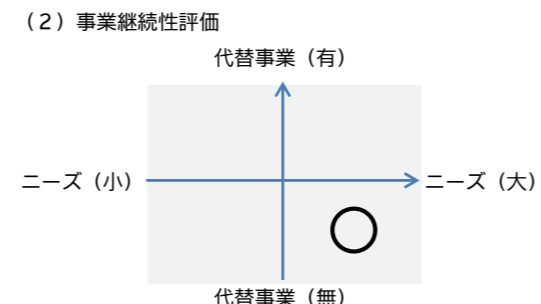 （２）事業継続性評価
代替事業（有）
ニーズ（小）
ニーズ（大）
代替事業（無）